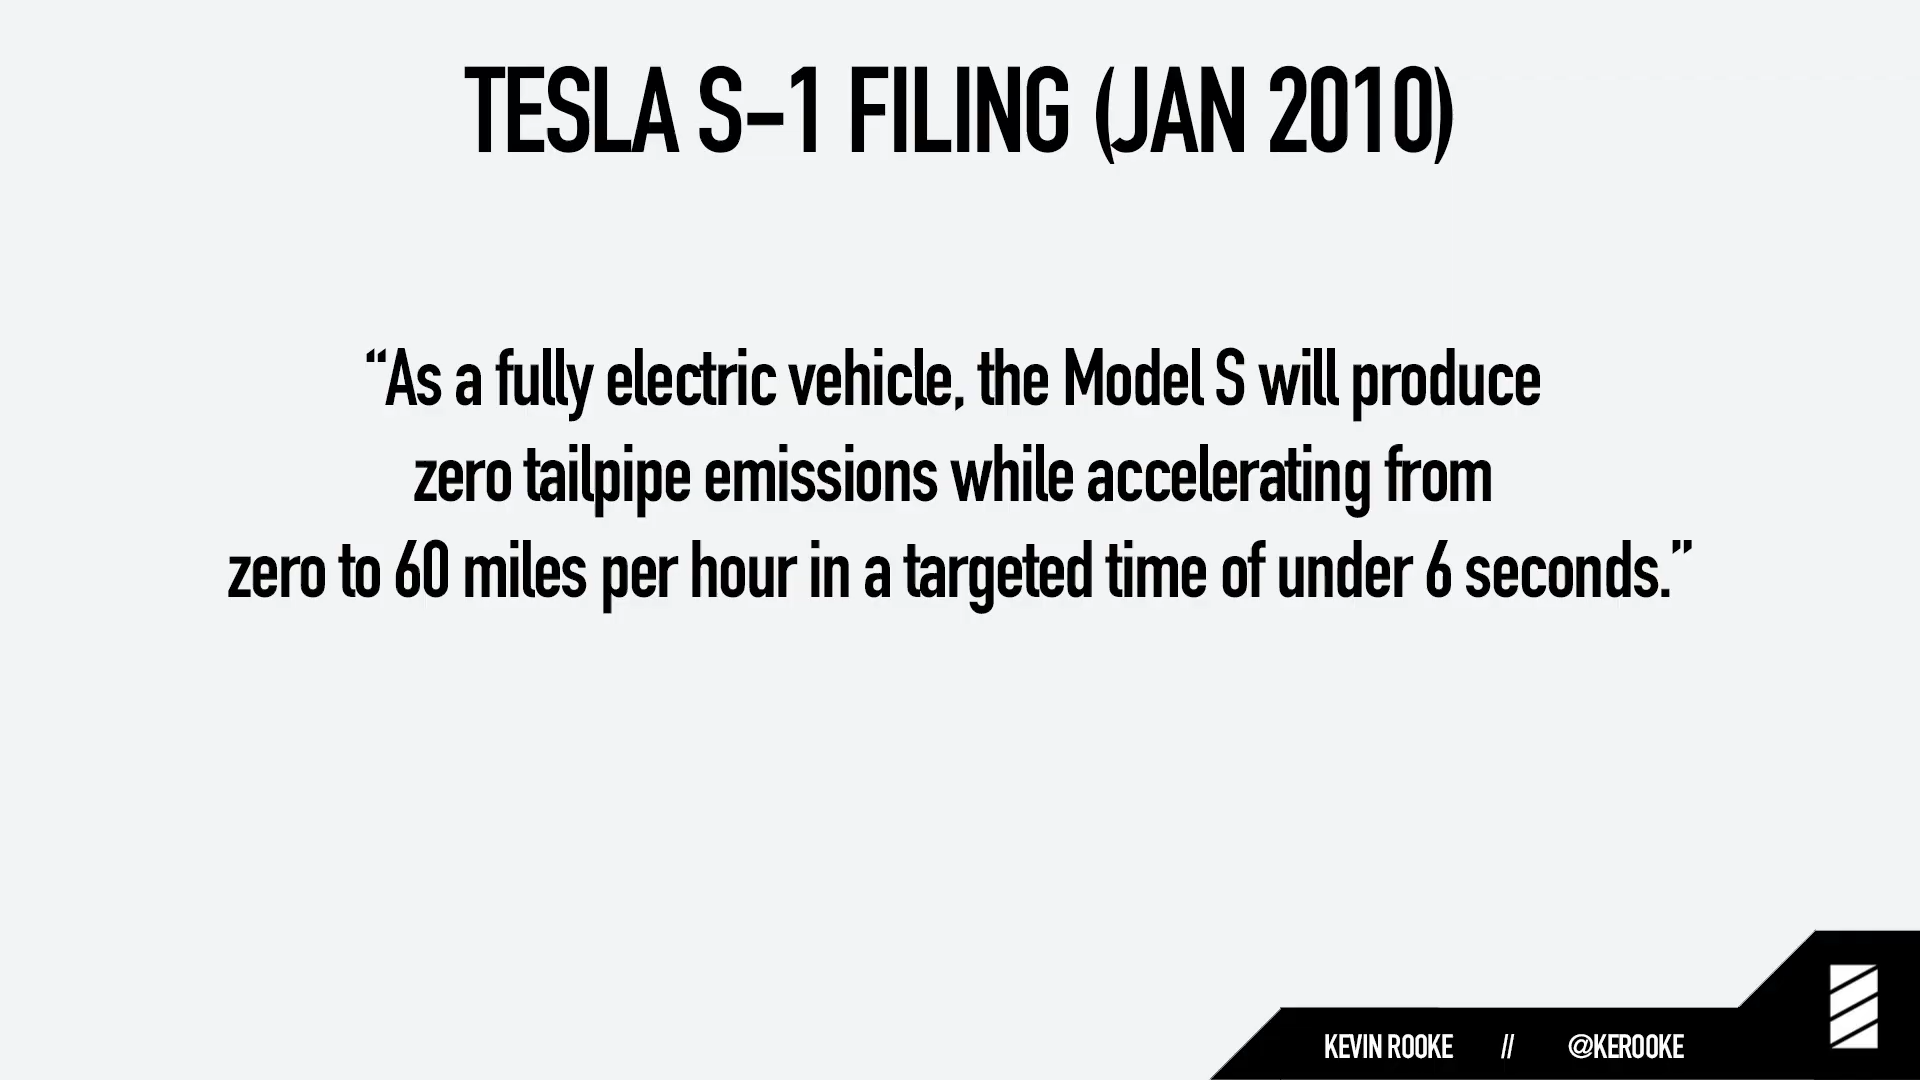 TESLA S-1 FILING (JAN 2010)
“As a fully electric vehicle, the Model S will produce
zero tailpipe emissions while accelerating from
zero to 60 miles per hour in a targeted time of under 6 seconds.”
KEVIN ROOKE // @KEROOKE